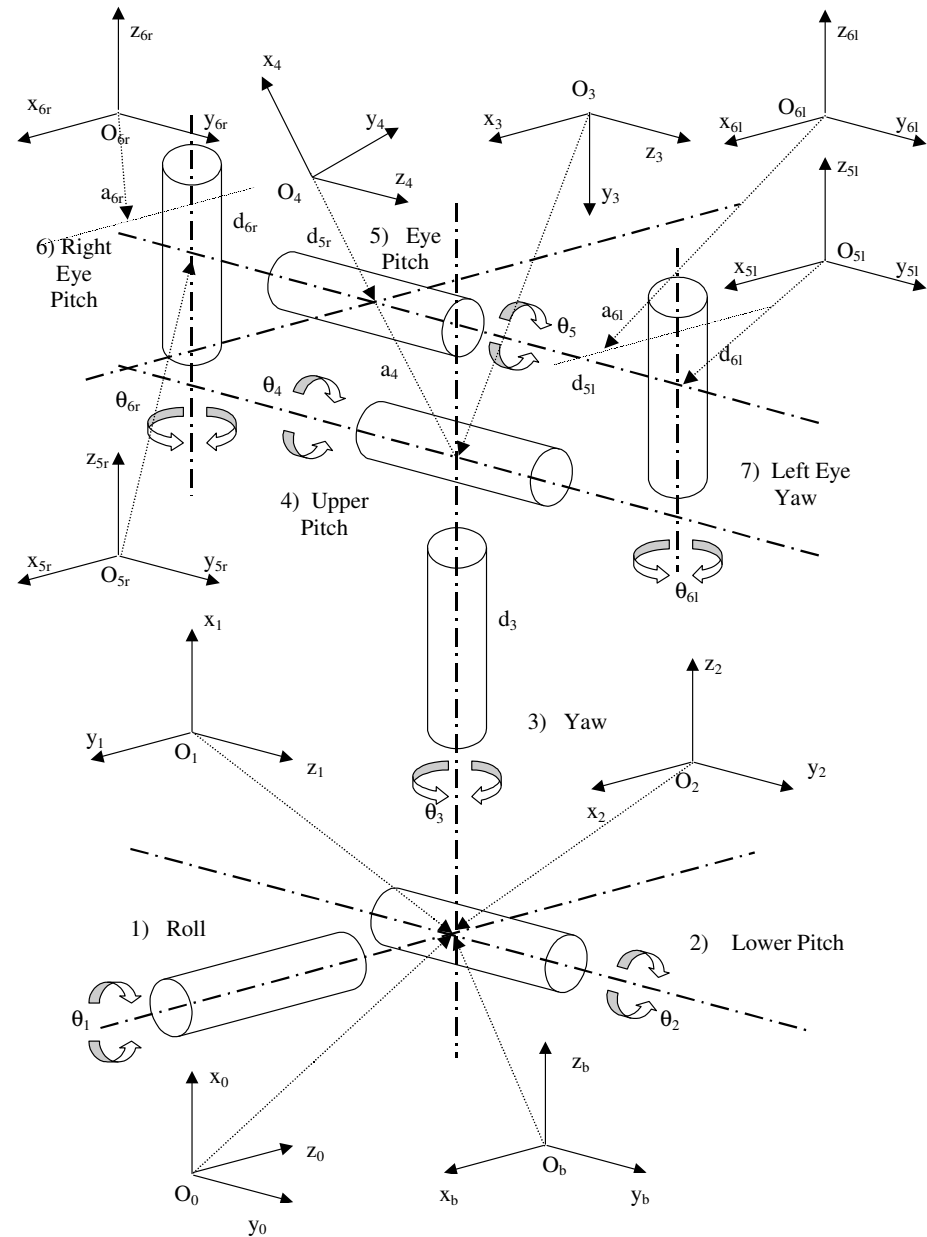 z6r
x6r
O6r
y6r
a6r
d6r
6) Right
Eye
Pitch
x4
y4
O4
z4
d5r
5) Eye
Pitch
O3
x3
z3
y3
z6l
O6l
x6l
y6l
z5l
O5l
x5l
y5l
θ5
a6l
d6l
d5l
a4
θ4
θ6r
4) Upper
Pitch
7) Left Eye
Yaw
θ6l
z5r
x5r
O5r
y5r
x1
y1
O1
z1
d3
3) Yaw
θ3
z2
O2
y2
x2
1) Roll
2) Lower Pitch
θ1
θ2
x0
z0
O0
y0
zb
Ob
xb
yb